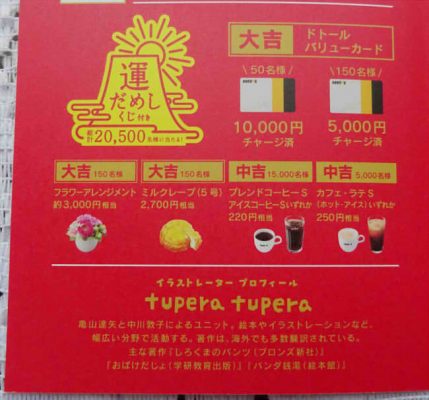 運
だめし
くじ付き
総計20,500名様に当たる!
大吉
ドトール
バリューカード
50名様
10,000円
チャージ済
150名様
5,000円
チャージ済
大吉 150名様
フラワーアレンジメント
約3,000円相当
大吉 150名様
ミルクレープ(5号)
2,700円相当
中吉 15,000名様
ブレンドコーヒーS
アイスコーヒーSいずれか
220円相当
中吉 5,000名様
カフェ・ラテS
(ホット・アイス)いずれか
250円相当
イラストレーター プロフィール
tupera tupera
亀山達矢と中川敦子によるユニット。絵本やイラストレーションなど、
幅広い分野で活動する。著作は、海外でも多数翻訳されている。
主な著作『しろくまのパンツ(ブロンズ新社)』
『おばけだじょ(学研教育出版)』『パンダ銭湯(絵本館)』